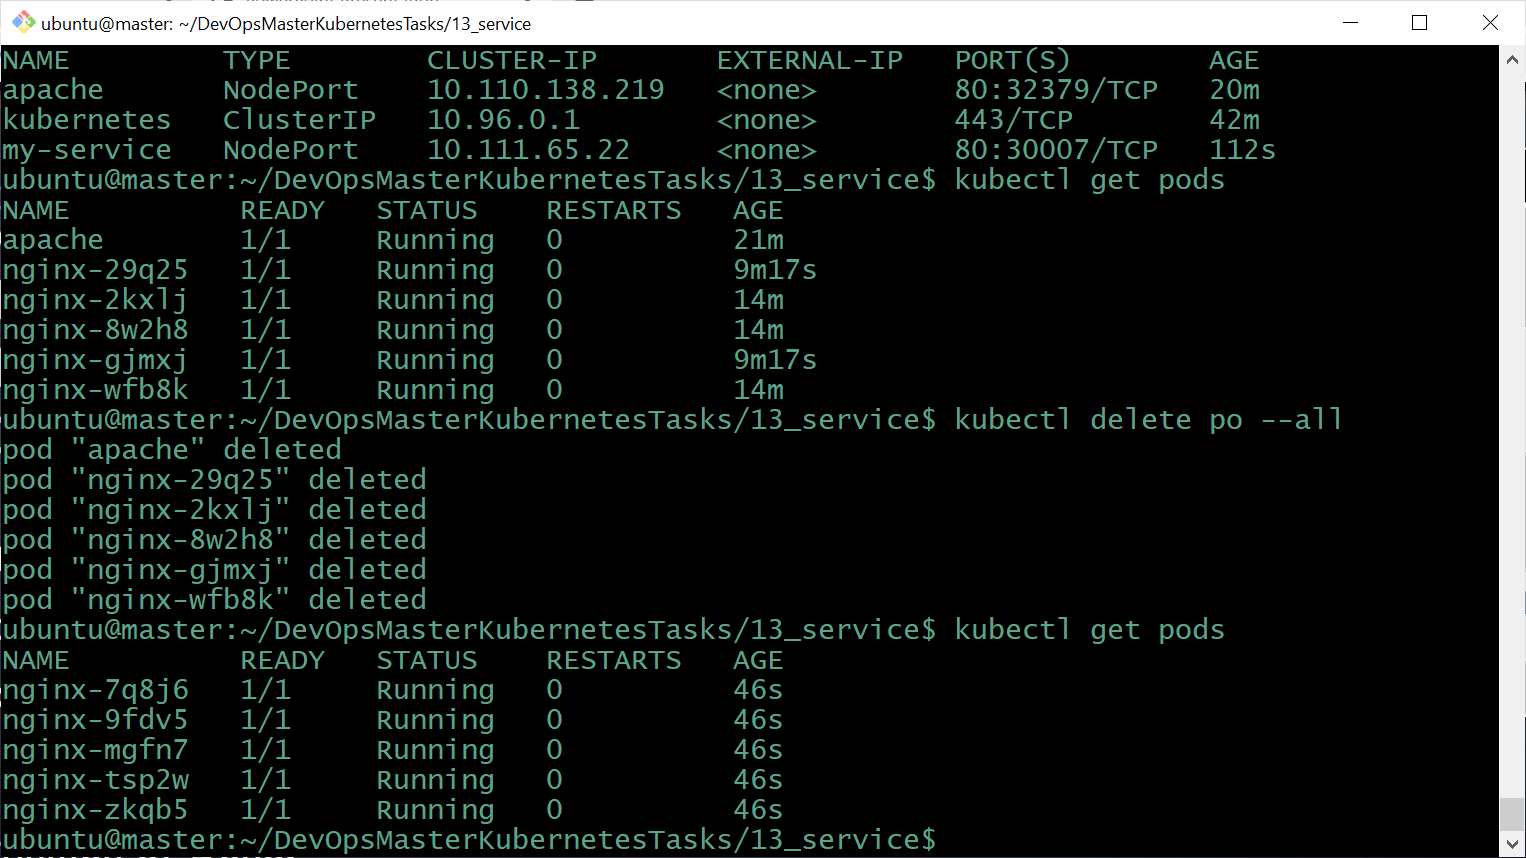 ubuntu@master: ~/DevOpsMasterKubernetesTasks/13_service
NAME TYPE CLUSTER-IP EXTERNAL-IP PORT(S) AGE
apache NodePort 10.110.138.219 <none> 80:32379/TCP 20m
kubernetes ClusterIP 10.96.0.1 <none> 443/TCP 42m
my-service NodePort 10.111.65.22 <none> 80:30007/TCP 112s
ubuntu@master:~/DevOpsMasterKubernetesTasks/13_service$ kubectl get pods
NAME READY STATUS RESTARTS AGE
apache 1/1 Running 0 21m
nginx-29q25 1/1 Running 0 9m17s
nginx-2kxlj 1/1 Running 0 14m
nginx-8w2h8 1/1 Running 0 14m
nginx-gjmxj 1/1 Running 0 9m17s
nginx-wfb8k 1/1 Running 0 14m
ubuntu@master:~/DevOpsMasterKubernetesTasks/13_service$ kubectl delete po --all
pod "apache" deleted
pod "nginx-29q25" deleted
pod "nginx-2kxlj" deleted
pod "nginx-8w2h8" deleted
pod "nginx-gjmxj" deleted
pod "nginx-wfb8k" deleted
ubuntu@master:~/DevOpsMasterKubernetesTasks/13_service$ kubectl get pods
NAME READY STATUS RESTARTS AGE
nginx-7q8j6 1/1 Running 0 46s
nginx-9fdv5 1/1 Running 0 46s
nginx-mgfn7 1/1 Running 0 46s
nginx-tsp2w 1/1 Running 0 46s
nginx-zkqb5 1/1 Running 0 46s
ubuntu@master:~/DevOpsMasterKubernetesTasks/13_service$